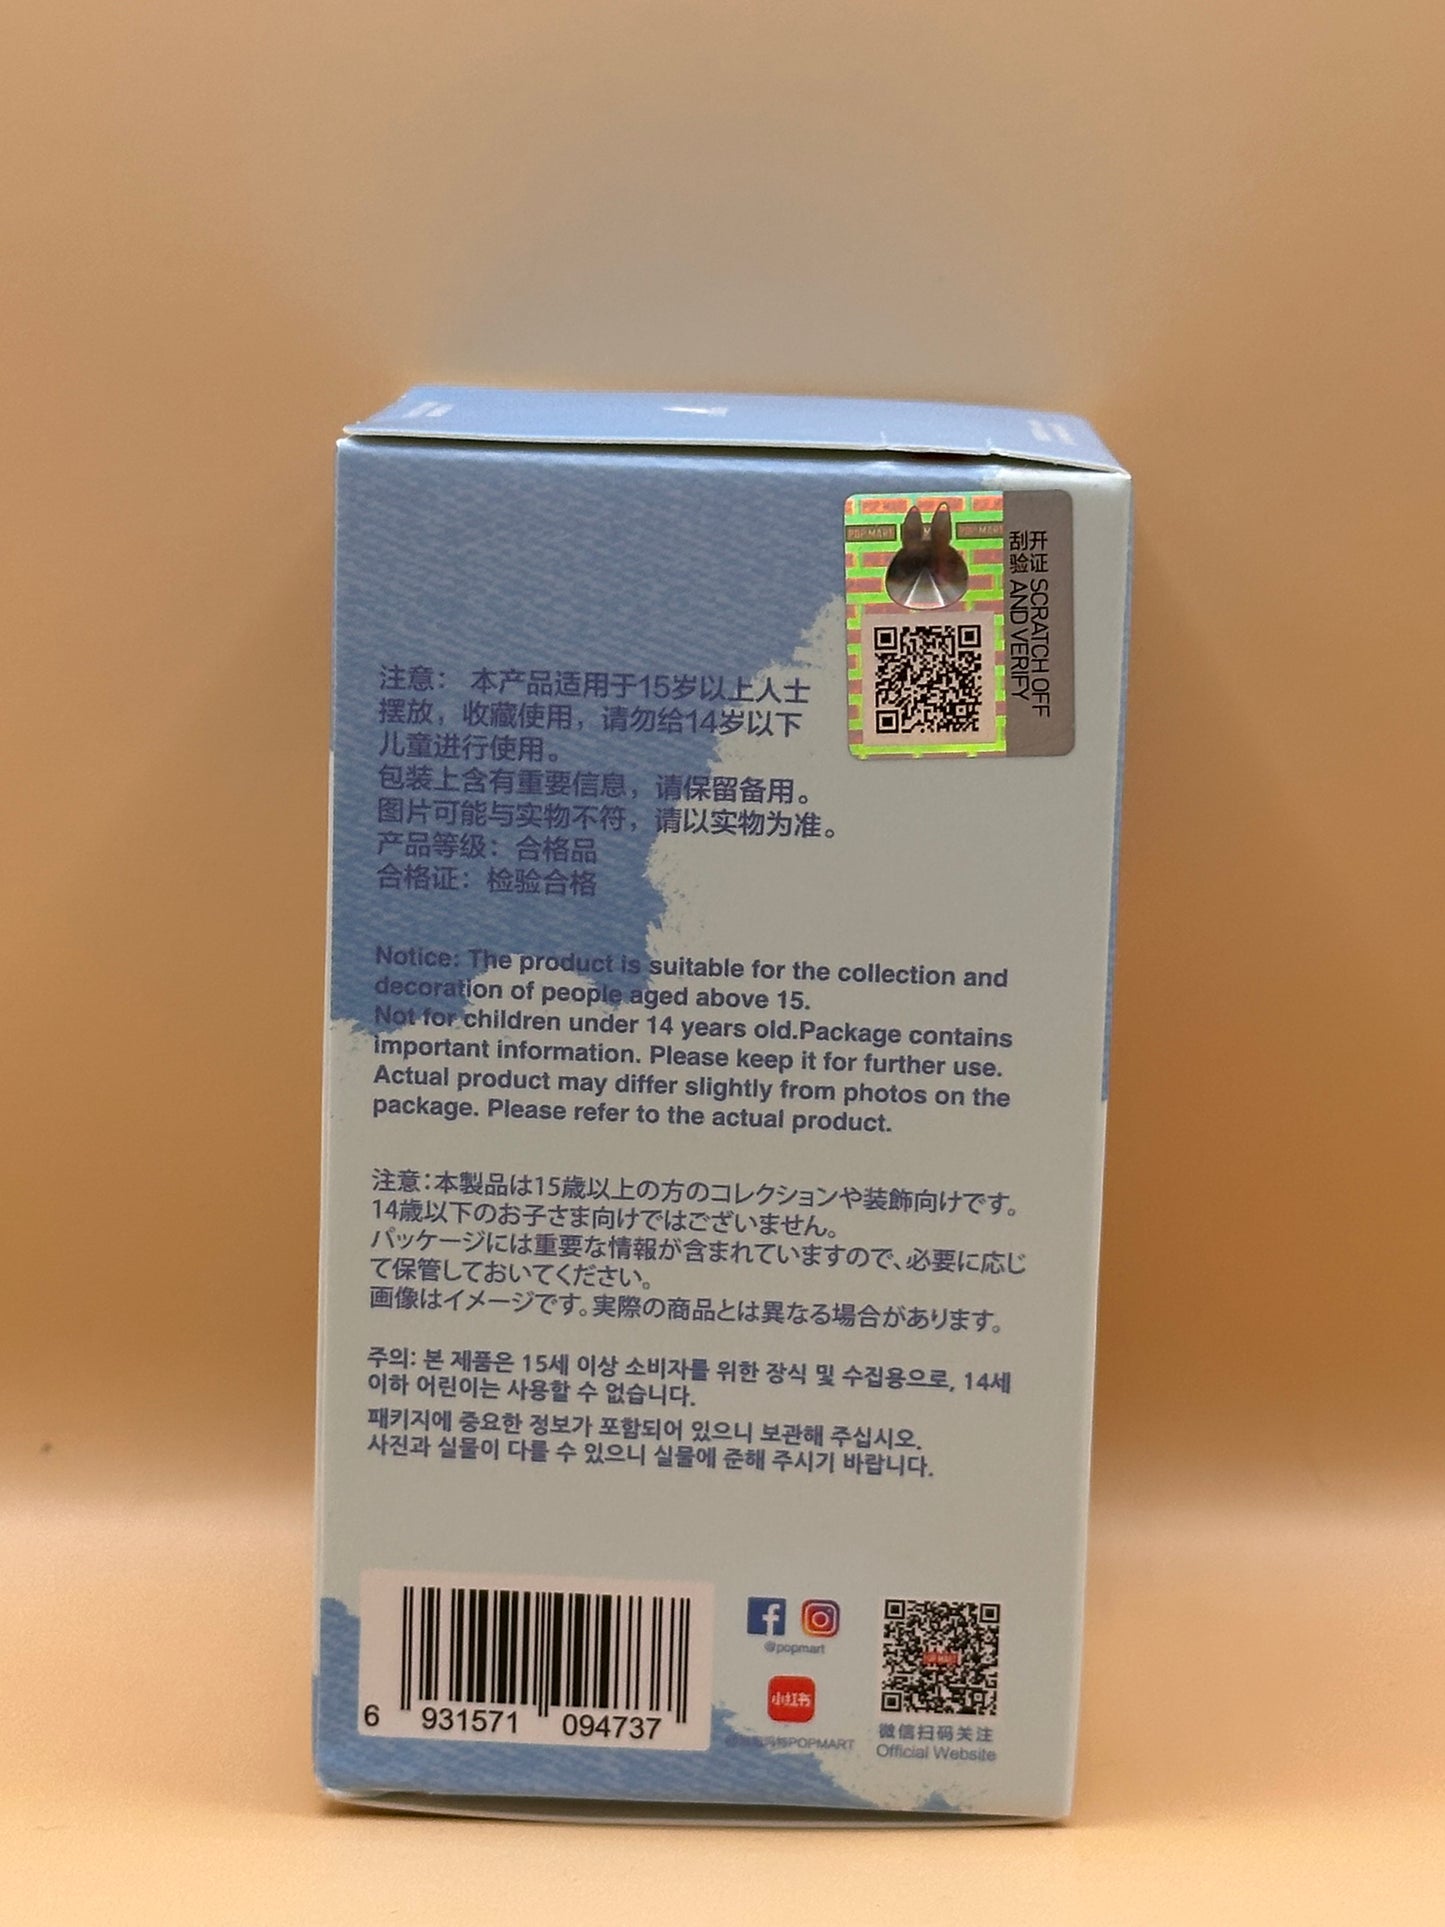 POP MART
POP MART
开证 SCRATCH OFF
刮验 AND VERIFY
注意： 本产品适用于15岁以上人士
摆放，收藏使用，请勿给14岁以下
儿童进行使用。
包装上含有重要信息，请保留备用。
图片可能与实物不符，请以实物为准。
产品等级：合格品
合格证：检验合格
Notice: The product is suitable for the collection and
decoration of people aged above 15.
Not for children under 14 years old.Package contains
important information. Please keep it for further use.
Actual product may differ slightly from photos on the
package. Please refer to the actual product.
注意：本製品は15歳以上の方のコレクションや装飾向けです。
14歳以下のお子さま向けではございません。
パッケージには重要な情報が含まれていますので、必要に応じ
て保管しておいてください。
画像はイメージです。実際の商品とは異なる場合があります。
주의: 본 제품은 15세 이상 소비자를 위한 장식 및 수집용으로, 14세
이하 어린이는 사용할 수 없습니다.
패키지에 중요한 정보가 포함되어 있으니 보관해 주십시오.
사진과 실물이 다를 수 있으니 실물에 준해 주시기 바랍니다.
6 931571 094737
@popmart
小红书
POPMART
POP MART
微信扫码关注
Official Website